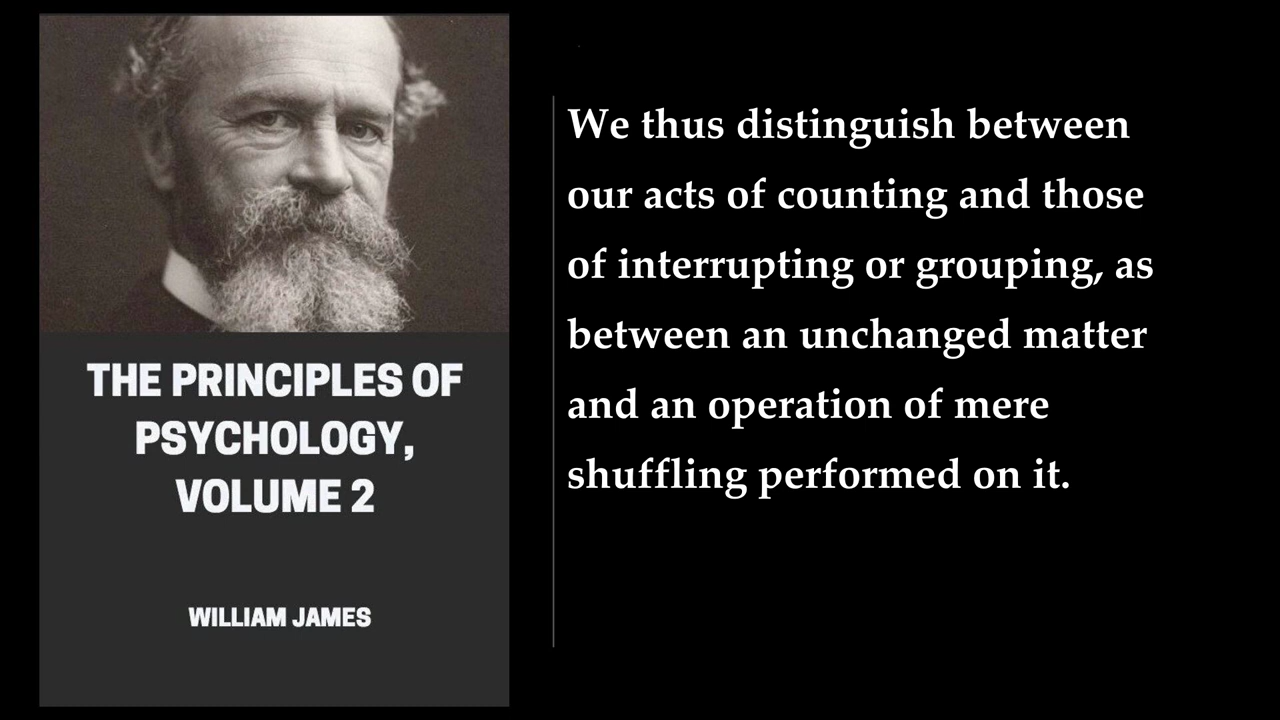 THE PRINCIPLES OF
PSYCHOLOGY,
VOLUME 2
WILLIAM JAMES
We thus distinguish between
our acts of counting and those
of interrupting or grouping, as
between an unchanged matter
and an operation of mere
shuffling performed on it.